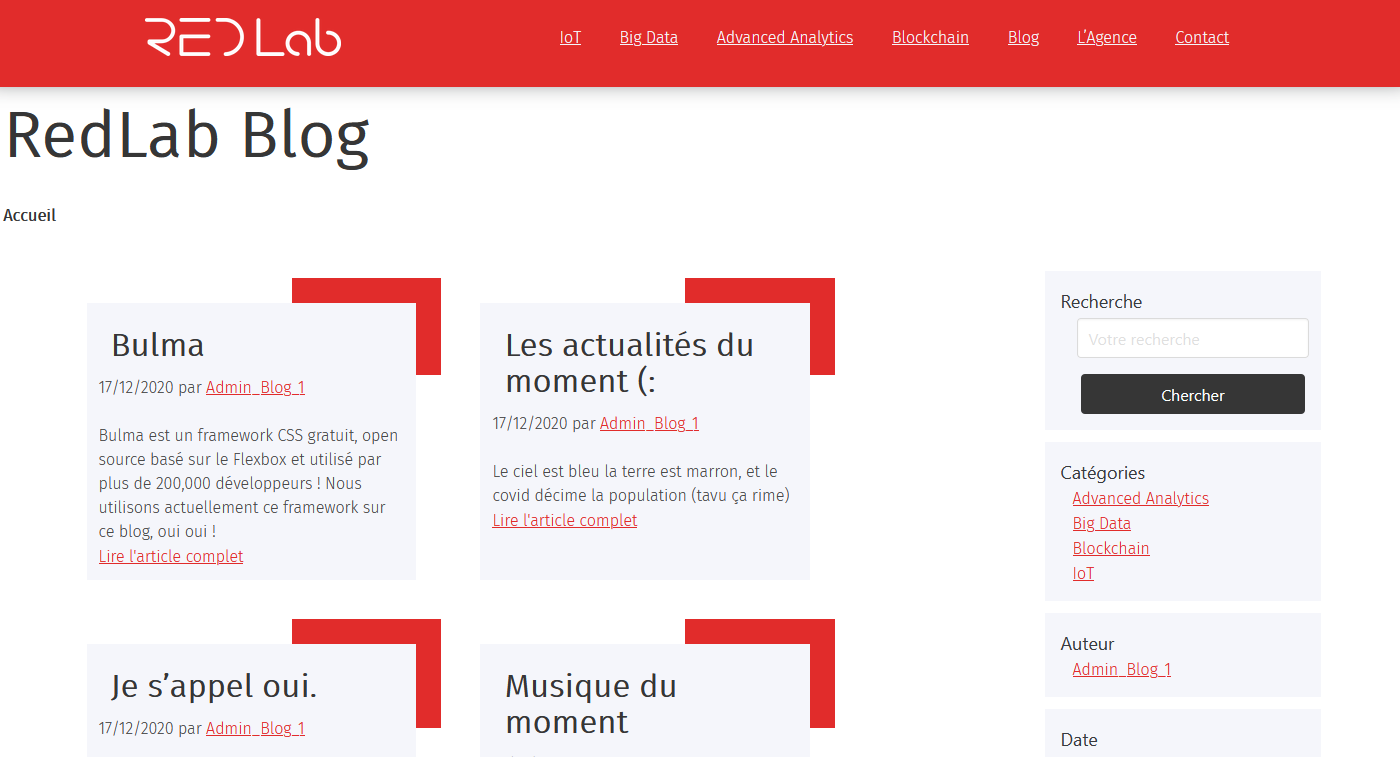 RED Lab
IoT Big Data Advanced Analytics Blockchain Blog L’Agence Contact
RedLab Blog
Accueil
Bulma
17/12/2020 par Admin_Blog_1
Bulma est un framework CSS gratuit, open
source basé sur le Flexbox et utilisé par
plus de 200,000 développeurs ! Nous
utilisons actuellement ce framework sur
ce blog, oui oui !
Lire l'article complet
Les actualités du
moment (:
17/12/2020 par Admin_Blog_1
Le ciel est bleu la terre est marron, et le
covid décime la population (tavu ça rime)
Lire l'article complet
Je s’appel oui.
17/12/2020 par Admin_Blog_1
Musique du
moment
Recherche
Votre recherche
Chercher
Catégories
Advanced Analytics
Big Data
Blockchain
IoT
Auteur
Admin_Blog_1
Date